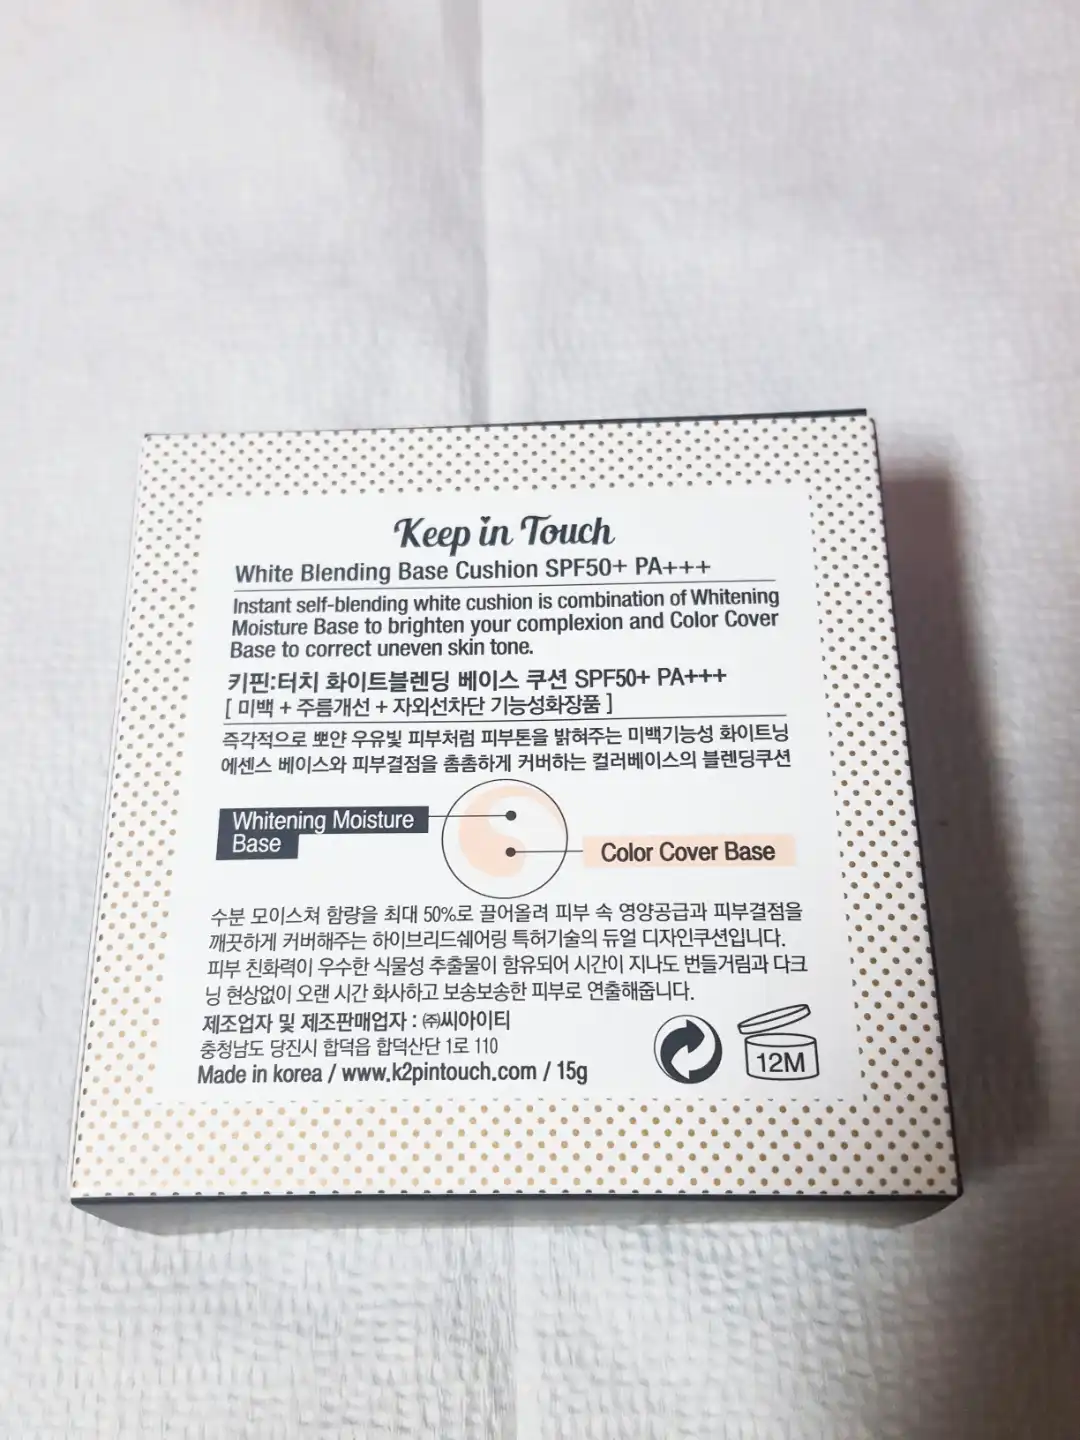 Keep in Touch
White Blending Base Cushion SPF50+ PA+++
Instant self-blending white cushion is combination of Whitening
Moisture Base to brighten your complexion and Color Cover
Base to correct uneven skin tone.
키핀:터치 화이트블렌딩 베이스 쿠션 SPF50+ PA+++
[ 미백 + 주름개선 + 자외선차단 기능성화장품 ]
즉각적으로 뽀얀 우유빛 피부처럼 피부톤을 밝혀주는 미백기능성 화이트닝
에센스 베이스와 피부결점을 촘촘하게 커버하는 컬러베이스의 블렌딩쿠션
Whitening Moisture
Base
Color Cover Base
수분 모이스쳐 함량을 최대 50%로 끌어올려 피부 속 영양공급과 피부결점을
깨끗하게 커버해주는 하이브리드쉐어링 특허기술의 듀얼 디자인쿠션입니다.
피부 친화력이 우수한 식물성 추출물이 함유되어 시간이 지나도 번들거림과 다크
닝 현상없이 오랜 시간 화사하고 보송보송한 피부로 연출해줍니다.
제조업자 및 제조판매업자 : ㈜씨아이티
충청남도 당진시 합덕읍 합덕산단 1로 110
Made in korea / www.k2pintouch.com / 15g
12M